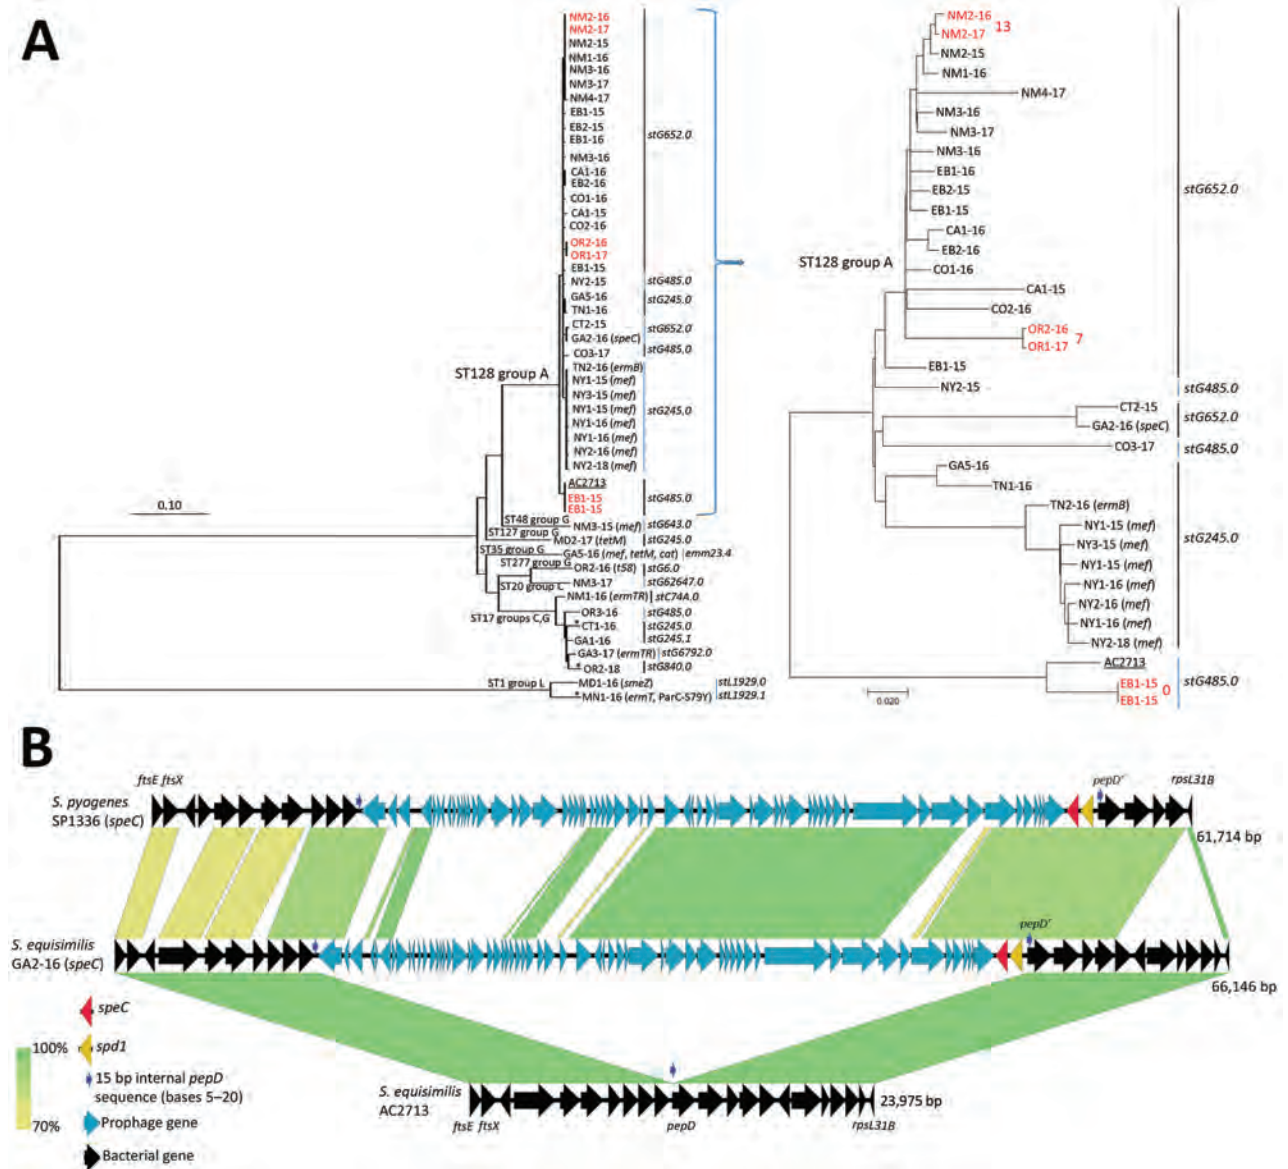 A
NM2-16
NM2-17
NM2-15
NM1-16
NM3-16
NM3-17
NM4-17
EB1-15
EB2-15
EB1-16
NM3-16
CA1-16
EB2-16
CO1-16
CA1-15
CO2-16
OR2-16
OR1-17
EB1-15
NY2-15
GA5-16
TN1-16
CT2-15
GA2-16 (speC)
CO3-17
TN2-16 (ermB)
NY1-15 (mef)
NY3-15 (mef)
NY1-15 (mef)
NY1-16 (mef)
NY1-16 (mef)
NY2-16 (mef)
NY2-18 (mef)
AC2713
EB1-15
EB1-15
stG652.0
stG485.0
stG245.0
stG652.0
stG485.0
stG245.0
stG485.0
ST128 group A
0.10
ST48 group G
NM3-15 (mef)
stG643.0
ST127 group G
MD2-17 (tetM)
stG245.0
ST35 group G
GA5-16 (mef, tetM, cat)
emm23.4
ST277 group G
OR2-16 (t58)
stG6.0
ST20 group C
NM3-17
stG62647.0
NM1-16 (ermTR)
stC74A.0
ST17 groups C,G
OR3-16
stG485.0
* CT1-16
stG245.0
GA1-16
stG245.1
GA3-17 (ermTR)
stG6792.0
* OR2-18
stG840.0
ST1 group L
MD1-16 (smeZ)
stL1929.0
* MN1-16 (ermT, ParC-S79Y)
stL1929.1
NM2-16
13
NM2-17
NM2-15
NM1-16
NM4-17
NM3-16
NM3-17
NM3-16
EB1-16
EB2-15
EB1-15
CA1-16
EB2-16
CO1-16
CA1-15
CO2-16
OR2-16
7
OR1-17
EB1-15
NY2-15
CT2-15
GA2-16 (speC)
CO3-17
GA5-16
TN1-16
TN2-16 (ermB)
NY1-15 (mef)
NY3-15 (mef)
NY1-15 (mef)
NY1-16 (mef)
NY2-16 (mef)
NY1-16 (mef)
NY2-18 (mef)
AC2713
EB1-15
0
EB1-15
stG652.0
stG485.0
stG652.0
stG485.0
stG245.0
stG485.0
ST128 group A
0.020
B
ftsE ftsX
pepD'
rpsL31B
S. pyogenes
SP1336 (speC)
61,714 bp
pepD'
S. equisimilis
GA2-16 (speC)
66,146 bp
speC
spd1
100%
70%
15 bp internal pepD
sequence (bases 5–20)
Prophage gene
Bacterial gene
S. equisimilis
AC2713
23,975 bp
ftsE ftsX
pepD
rpsL31B